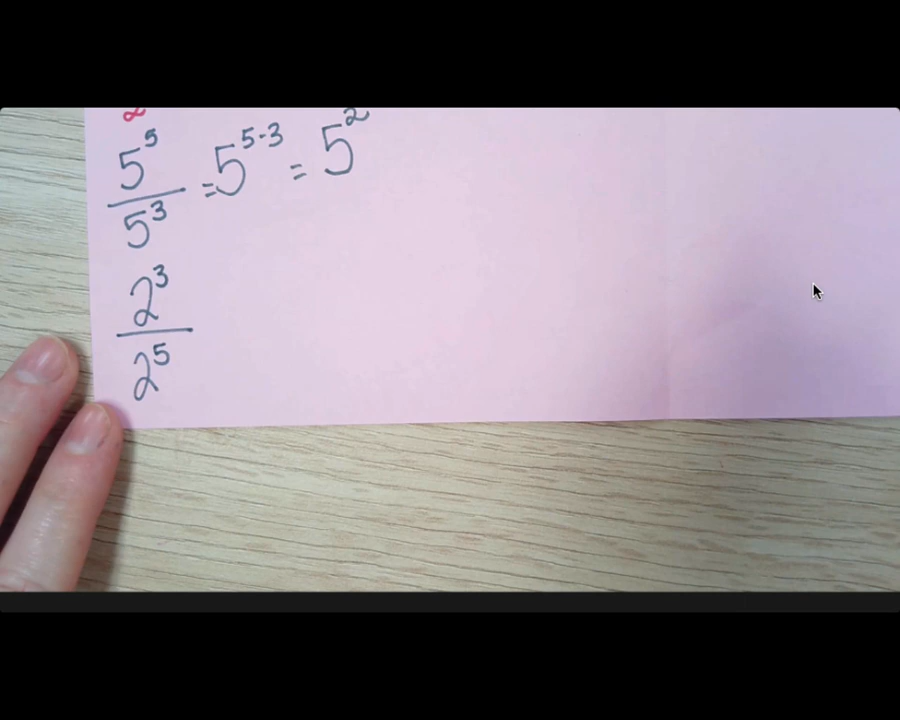 5^5/5^3 = 5^{5-3} = 5^2
2^3/2^5